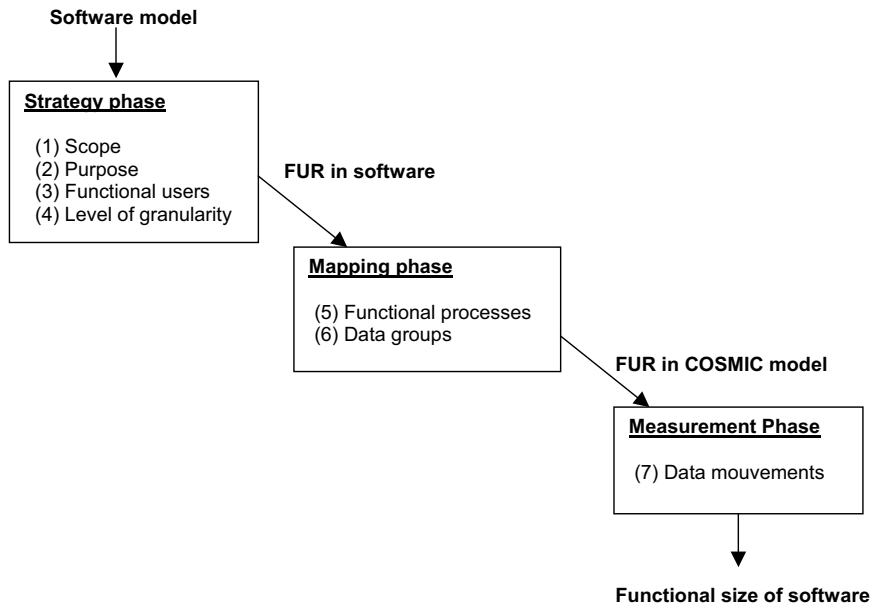 Software model
Strategy phase
(1) Scope
(2) Purpose
(3) Functional users
(4) Level of granularity
FUR in software
Mapping phase
(5) Functional processes
(6) Data groups
FUR in COSMIC model
Measurement Phase
(7) Data mouvements
Functional size of software